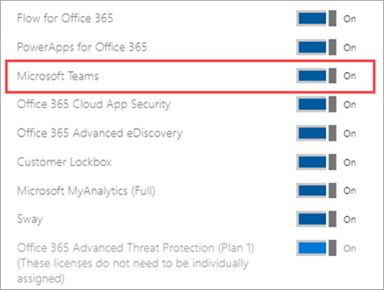 Flow for Office 365 On
PowerApps for Office 365 On
Microsoft Teams On
Office 365 Cloud App Security On
Office 365 Advanced eDiscovery On
Customer Lockbox On
Microsoft MyAnalytics (Full) On
Sway On
Office 365 Advanced Threat Protection (Plan 1) On
(These licenses do not need to be individually
assigned)